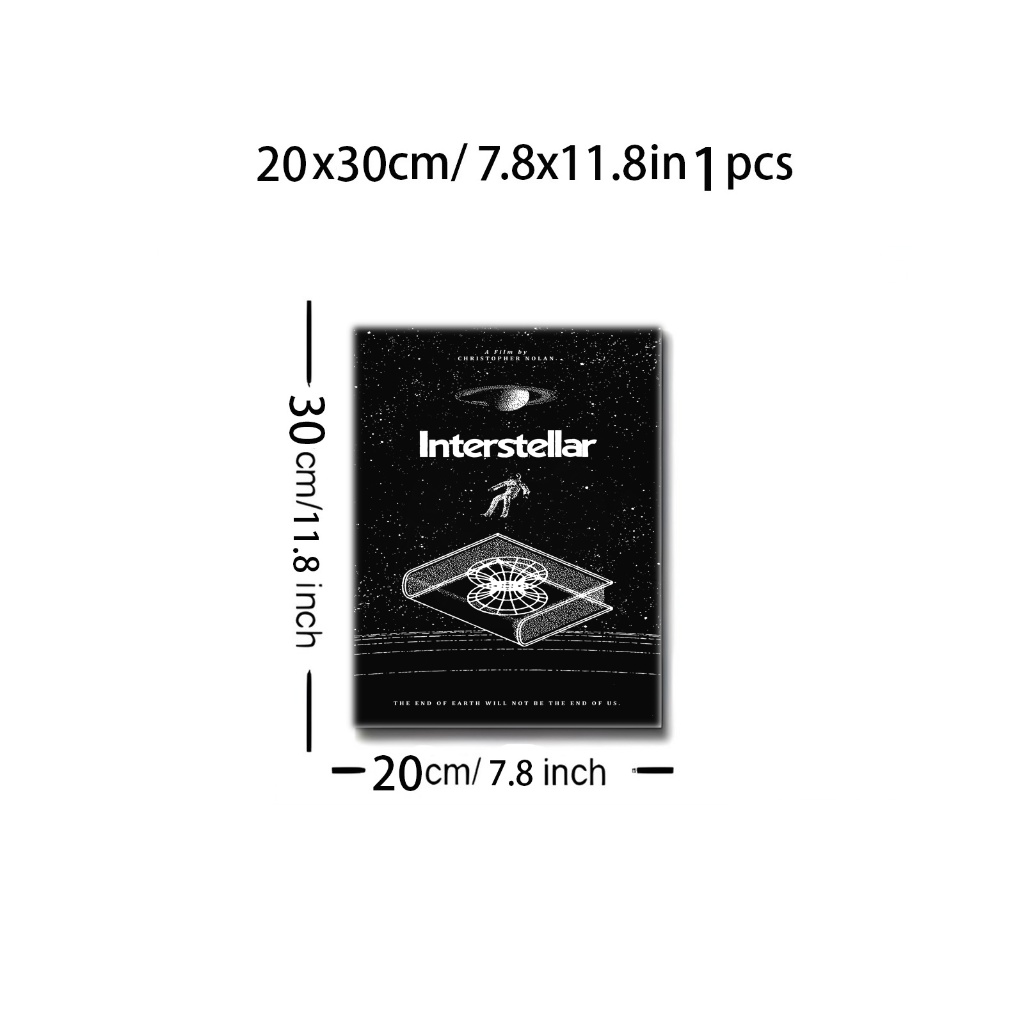 20x30cm/ 7.8x11.8in 1 pcs
30cm/11.8 inch
A Film by
CHRISTOPHER NOLAN
Interstellar
THE END OF EARTH WILL NOT BE THE END OF US.
20cm/ 7.8 inch